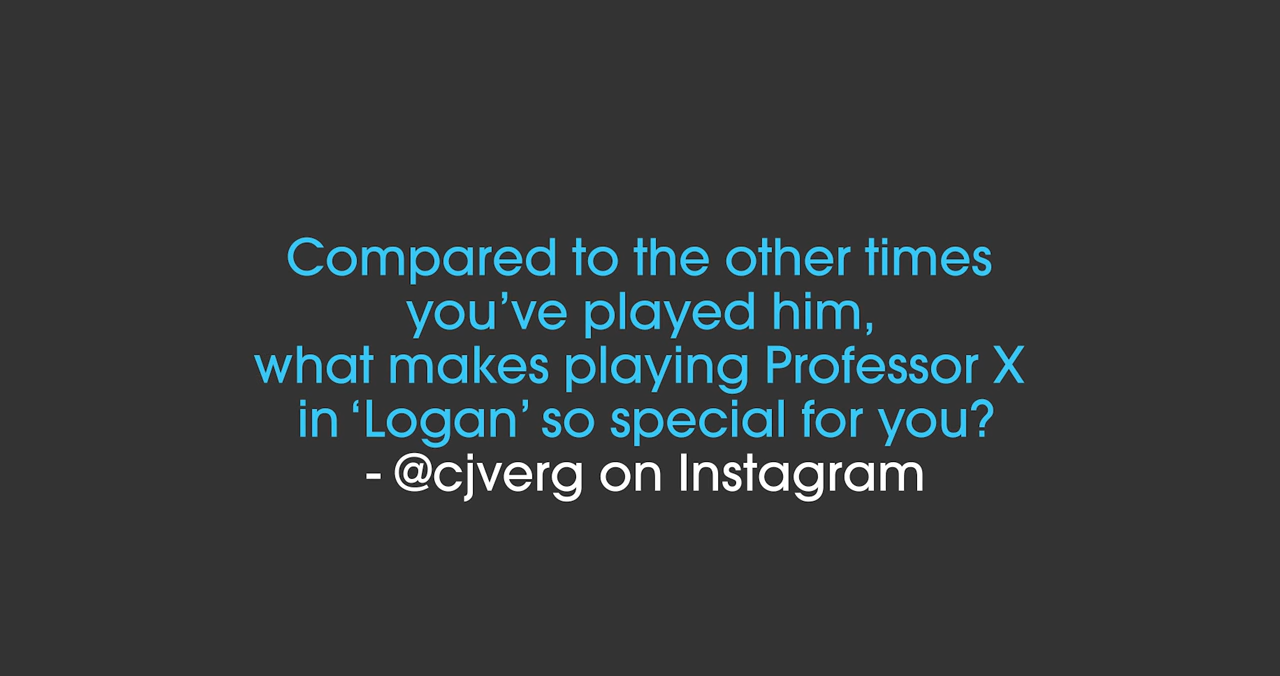 Compared to the other times
you’ve played him,
what makes playing Professor X
in ‘Logan’ so special for you?
- @cjverg on Instagram